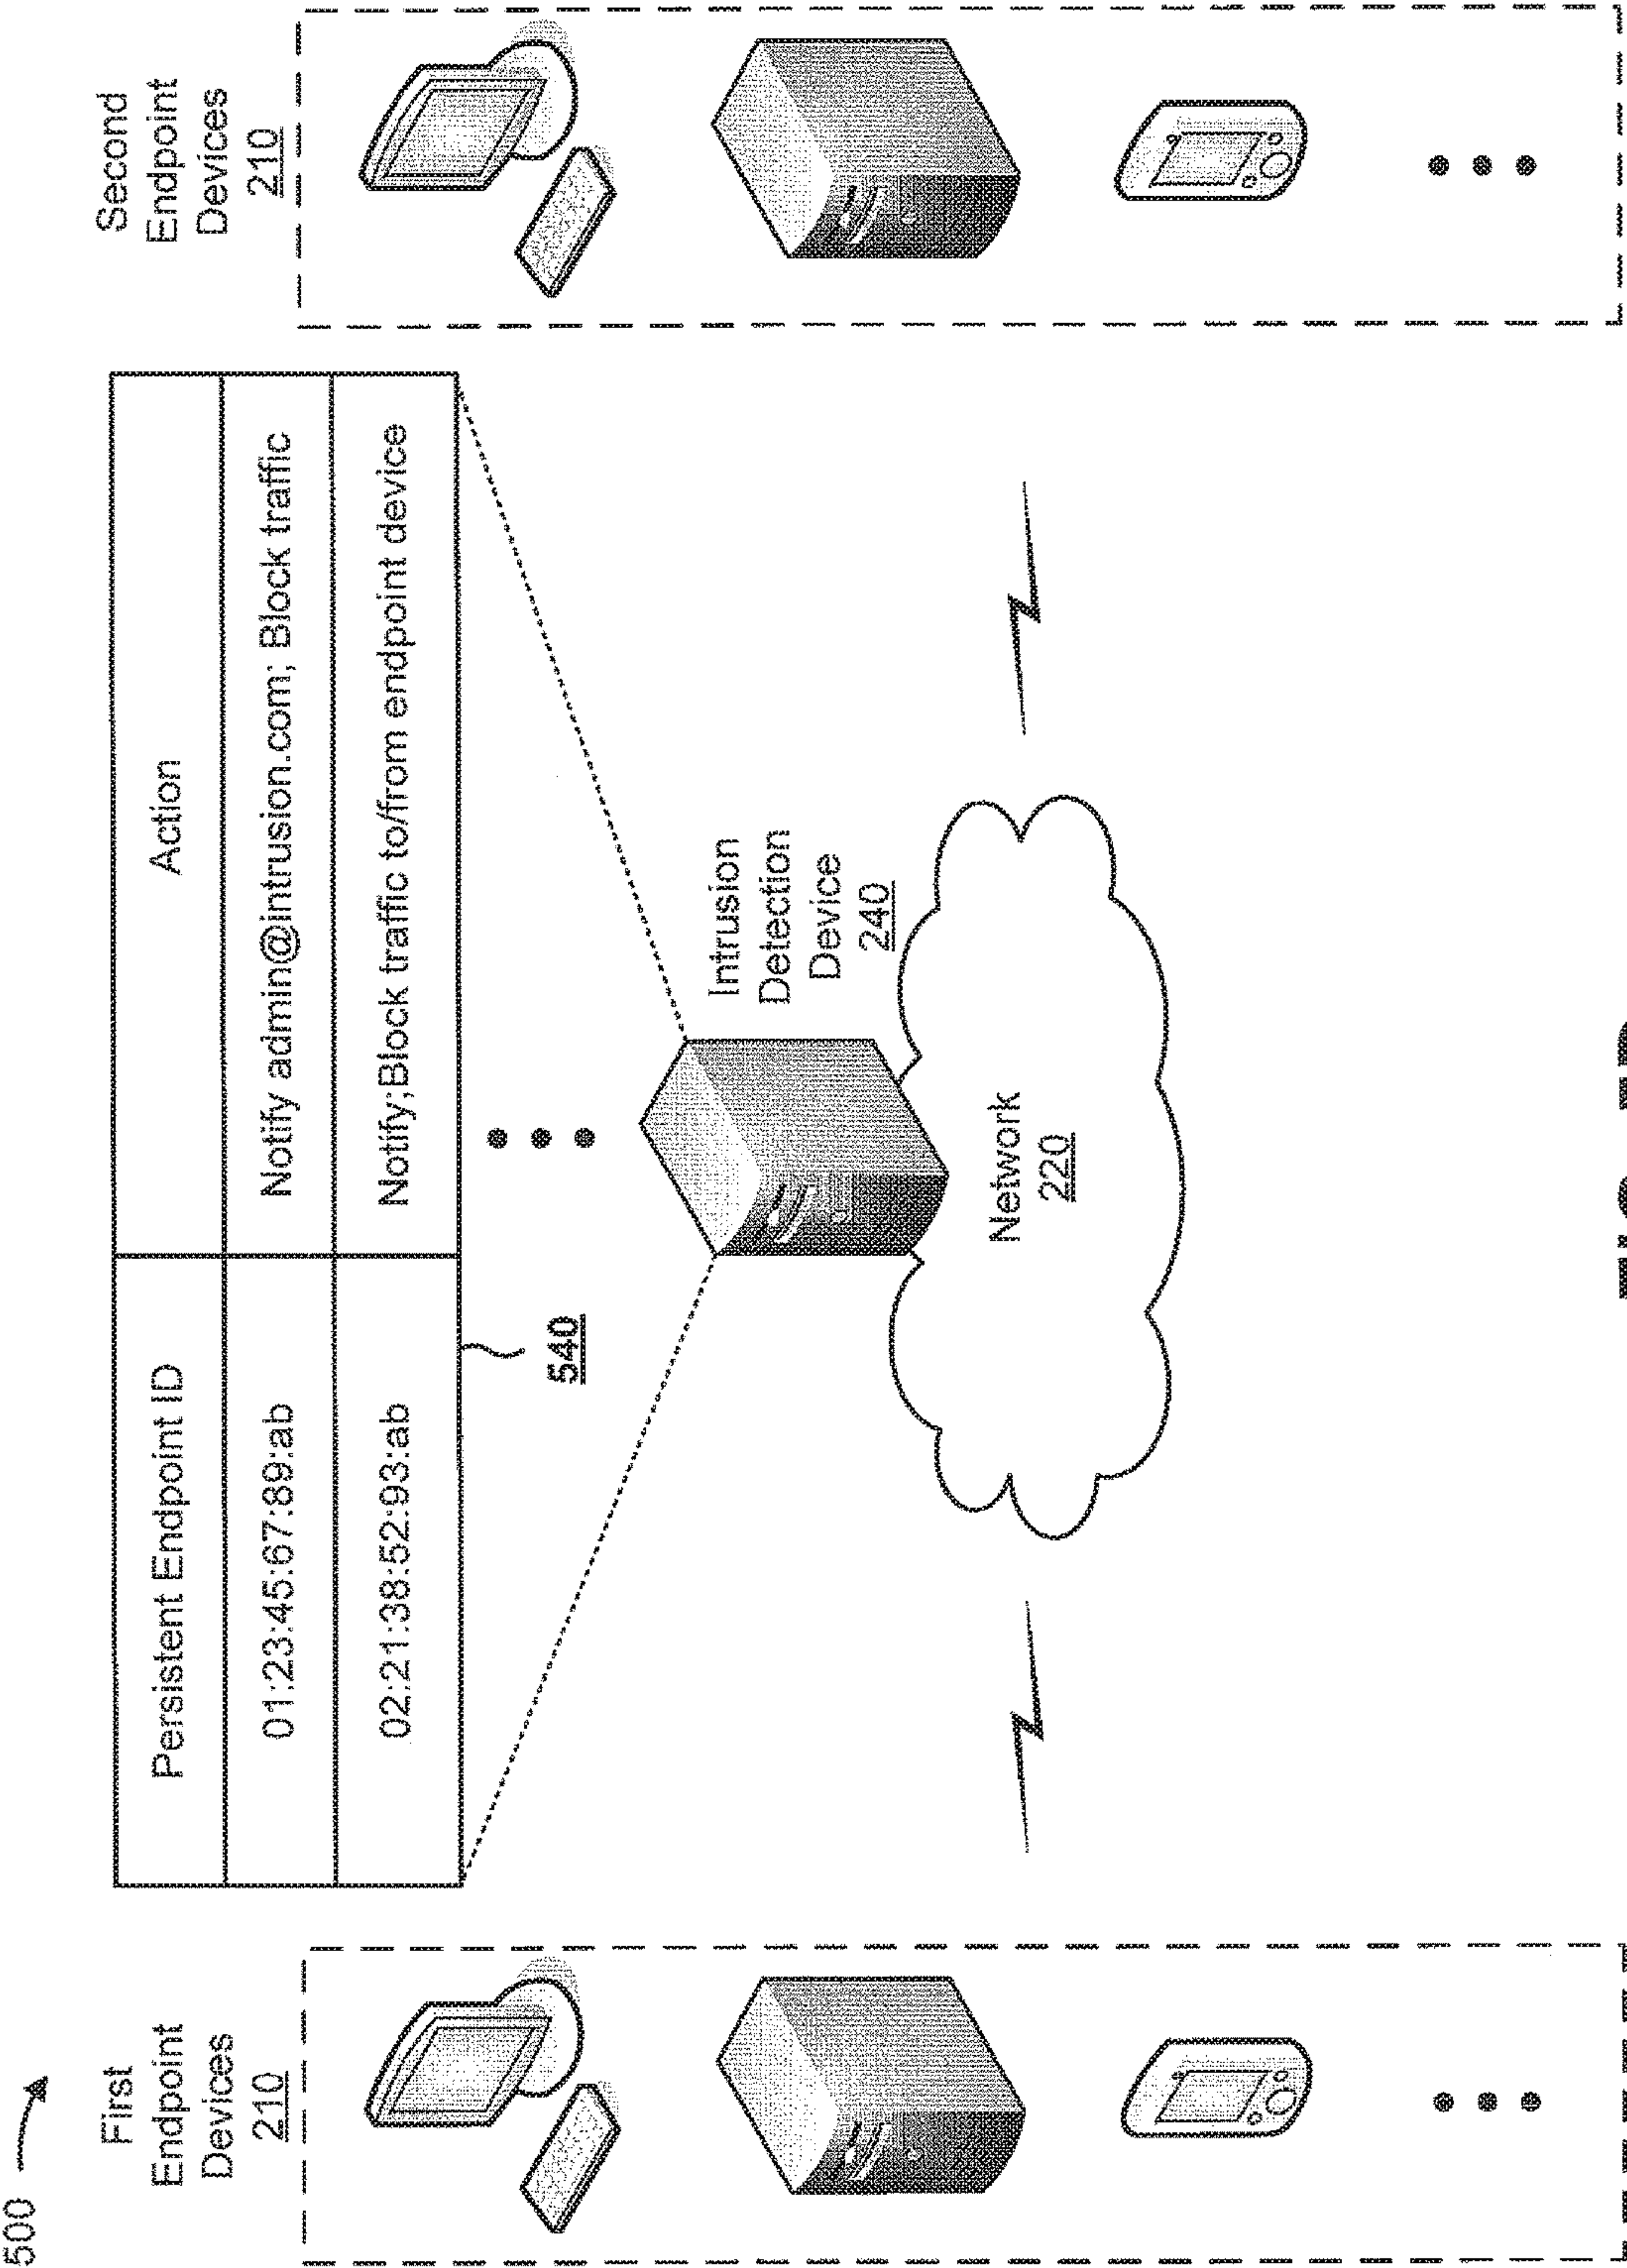 500
First
Endpoint
Devices
210
Persistent Endpoint ID
Action
01:23:45:67:89:ab
Notify admin@intrusion.com; Block traffic
02:21:38:52:93:ab
Notify;Block traffic to/from endpoint device
540
Intrusion
Detection
Device
240
Network
220
Second
Endpoint
Devices
210